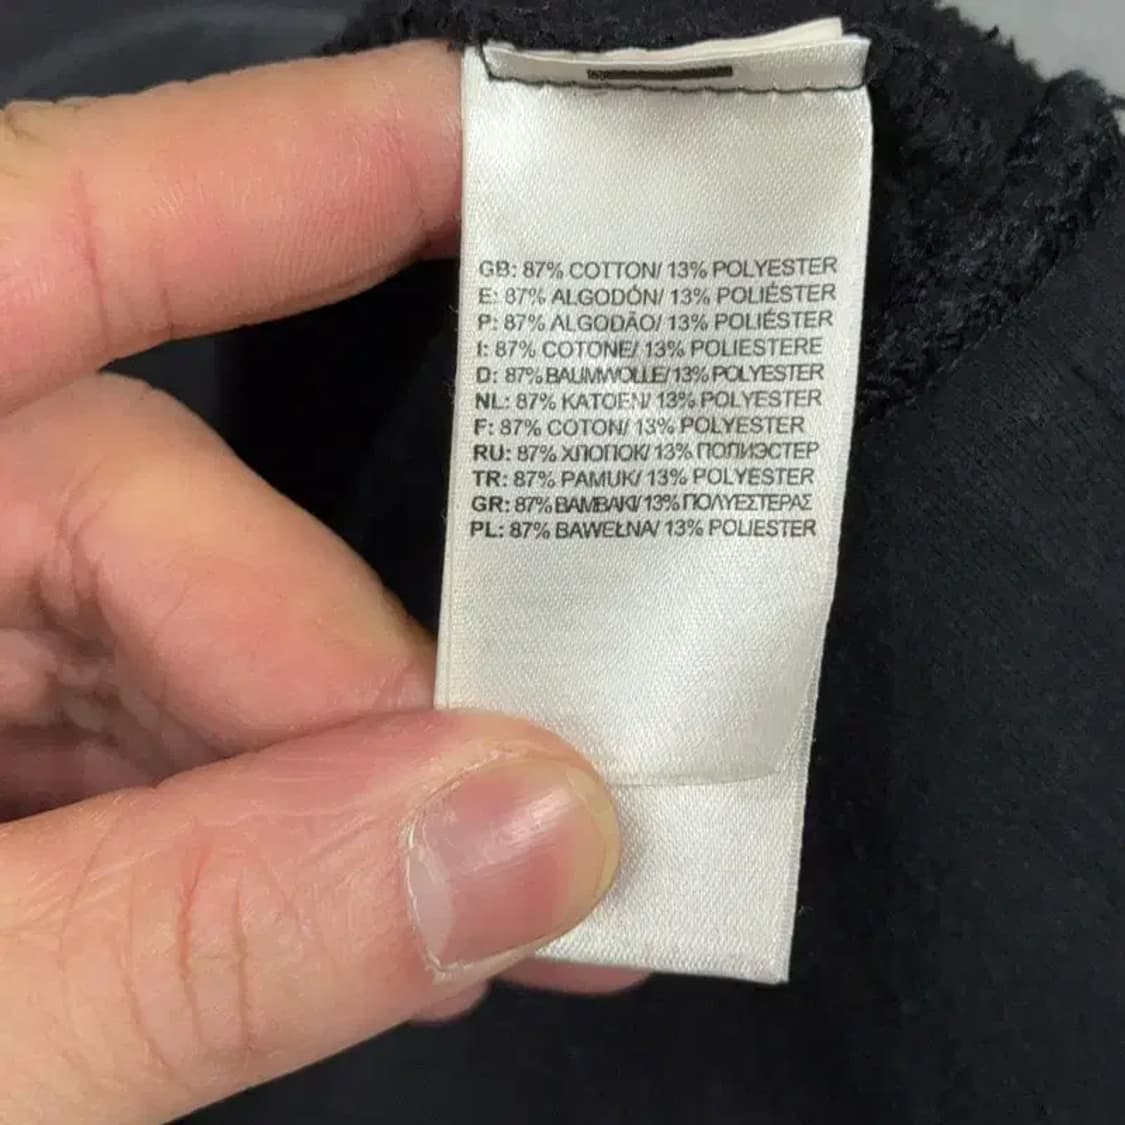 GB: 87% COTTON/ 13% POLYESTER
E: 87% ALGODÓN/ 13% POLIÉSTER
P: 87% ALGODÃO/ 13% POLIÉSTER
I: 87% COTONE/ 13% POLIESTERE
D: 87% BAUMWOLLE/ 13% POLYESTER
NL: 87% KATOEN/ 13% POLYESTER
F: 87% COTON/ 13% POLYESTER
RU: 87% ХЛОПОК/ 13% ПОЛИЭСТЕР
TR: 87% PAMUK/ 13% POLYESTER
GR: 87% ΒΑΜΒΑΚΙ/ 13% ΠΟΛΥΕΣΤΕΡΑΣ
PL: 87% BAWEŁNA/ 13% POLIESTER